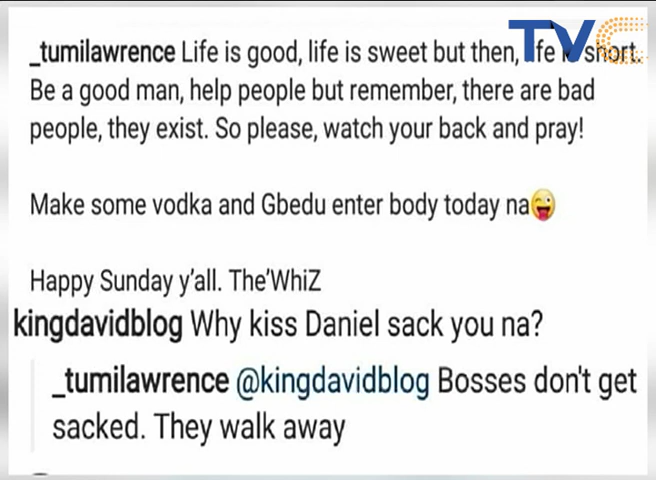 TVC
_tumilawrence Life is good, life is sweet but then, life is short.
Be a good man, help people but remember, there are bad
people, they exist. So please, watch your back and pray!
Make some vodka and Gbedu enter body today na😜
Happy Sunday y'all. The'WhiZ
kingdavidblog Why kiss Daniel sack you na?
_tumilawrence @kingdavidblog Bosses don't get
sacked. They walk away